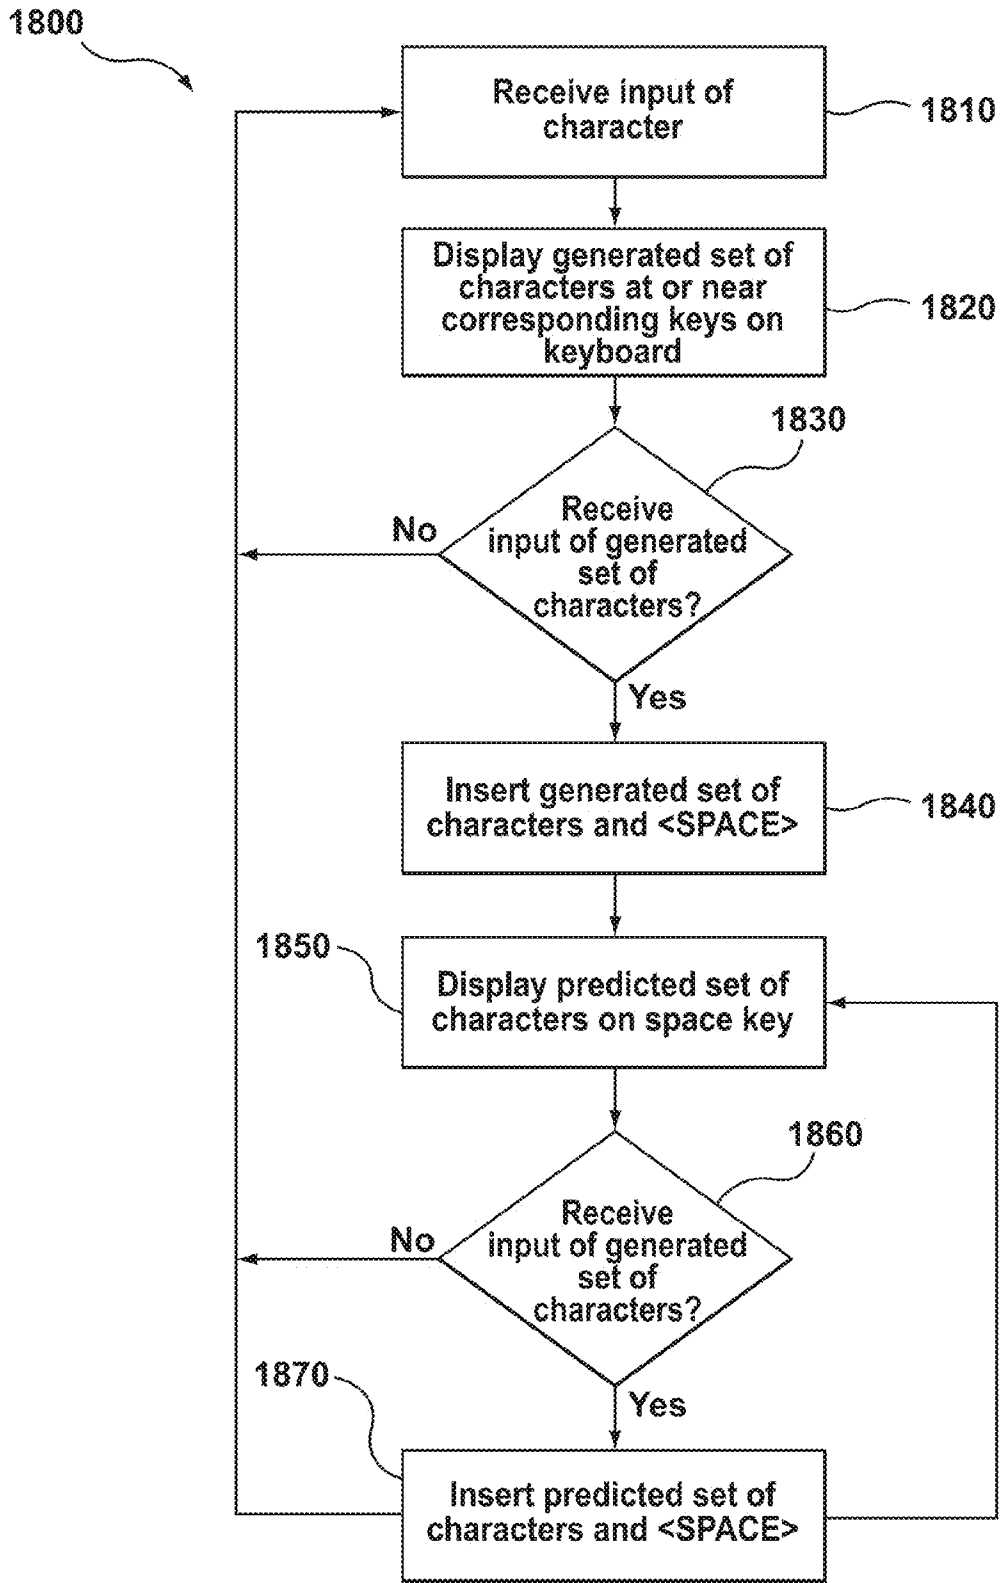 1800
Receive input of
character
1810
Display generated set of
characters at or near
corresponding keys on
keyboard
1820
1830
Receive
input of generated
set of
characters?
No
Yes
Insert generated set of
characters and <SPACE>
1840
1850
Display predicted set of
characters on space key
1860
Receive
input of generated
set of
characters?
No
Yes
1870
Insert predicted set of
characters and <SPACE>